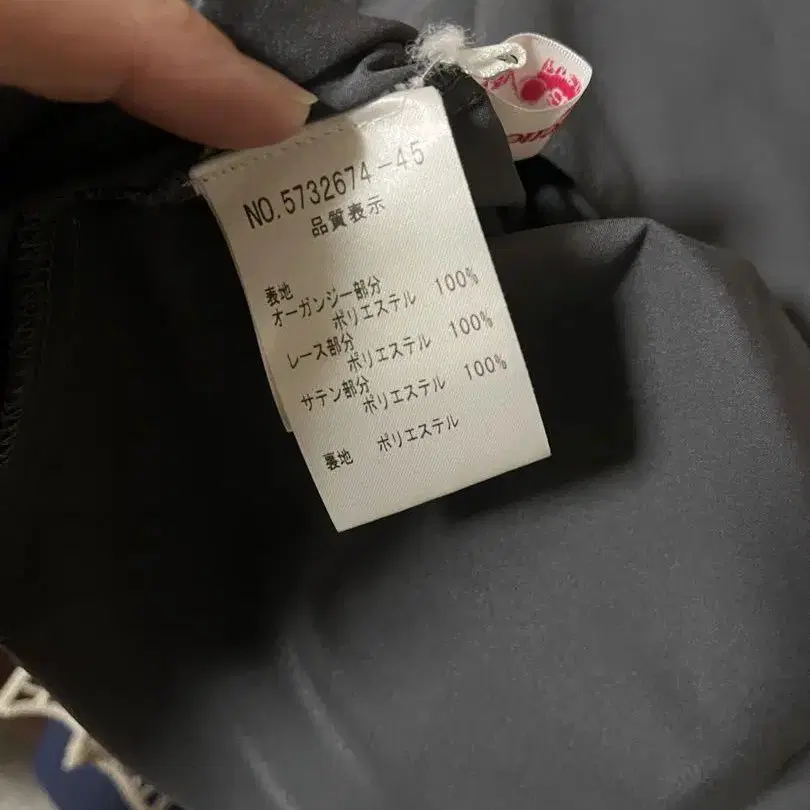 NO.5732674-45
品質表示
表地
オーガンジー部分
ポリエステル 100%
レース部分
ポリエステル 100%
サテン部分
ポリエステル 100%
裏地 ポリエステル